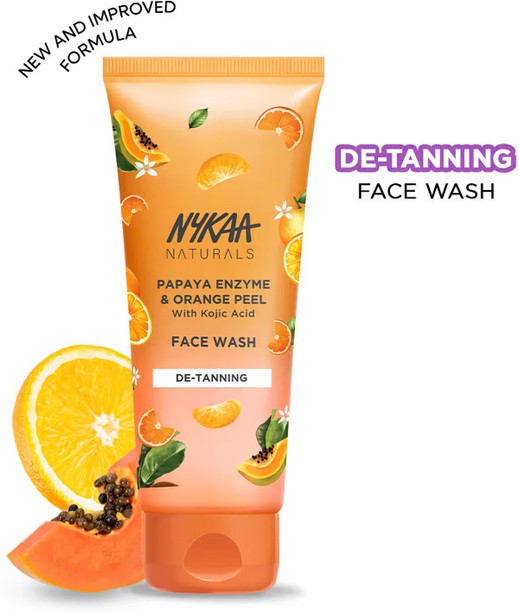 NEW AND IMPROVED
FORMULA
NYKAA
NATURALS
PAPAYA ENZYME
& ORANGE PEEL
With Kojic Acid
FACE WASH
DE-TANNING
DE-TANNING
FACE WASH